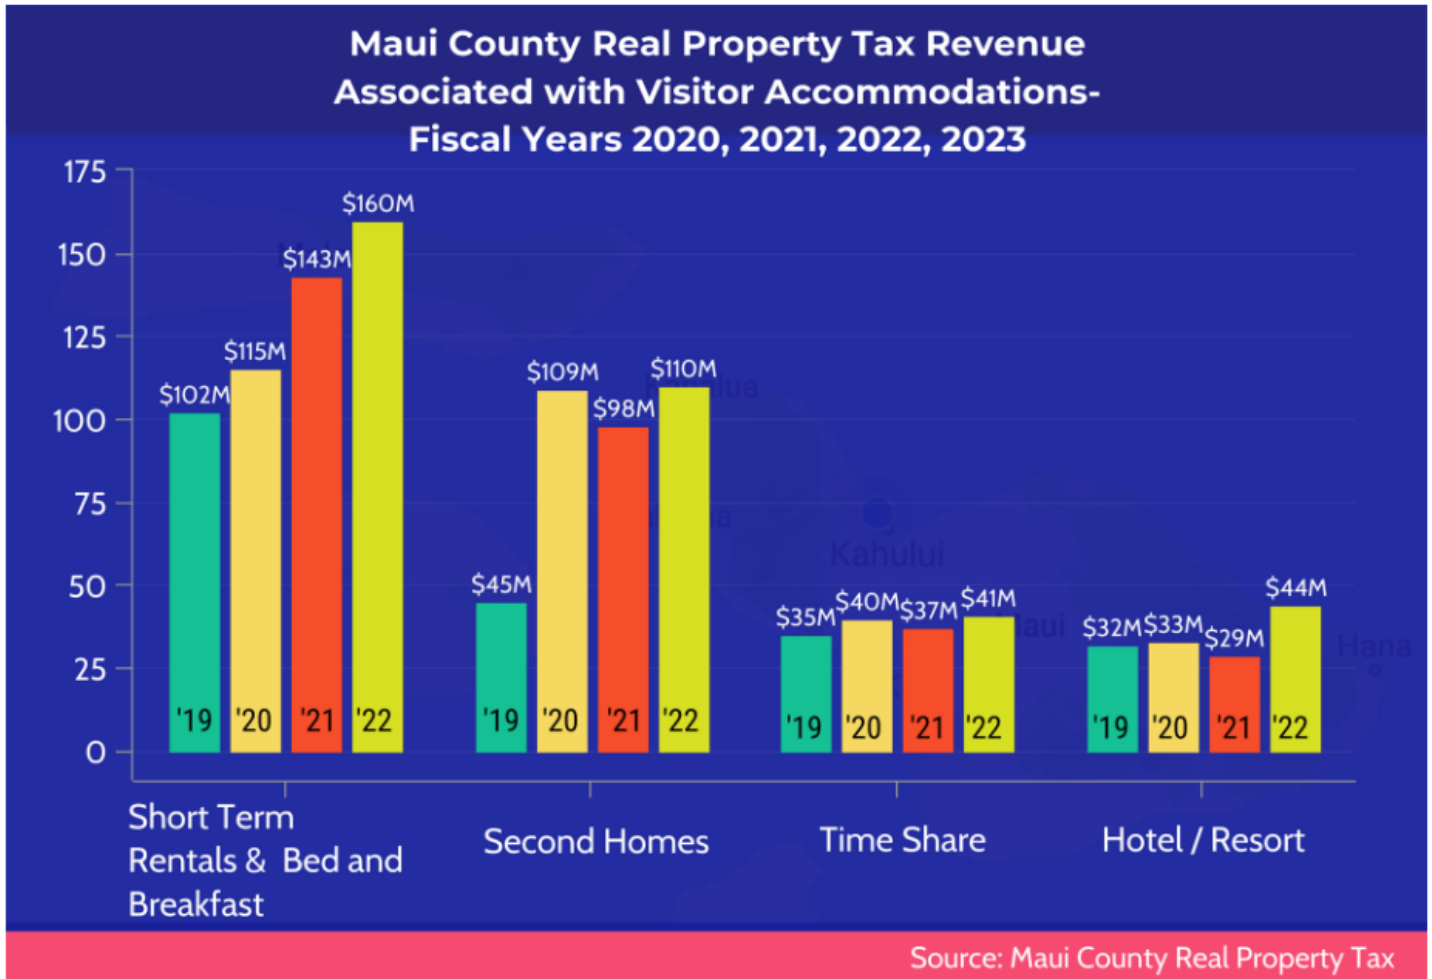 Maui County Real Property Tax Revenue
Associated with Visitor Accommodations-
Fiscal Years 2020, 2021, 2022, 2023
175
150
125
100
75
50
25
0
$102M
$115M
$143M
$160M
'19
'20
'21
'22
$45M
$109M
$98M
$110M
'19
'20
'21
'22
$35M
$40M
$37M
$41M
'19
'20
'21
'22
$32M
$33M
$29M
$44M
'19
'20
'21
'22
Kahului
Hana
Short Term
Rentals & Bed and
Breakfast
Second Homes
Time Share
Hotel / Resort
Source: Maui County Real Property Tax